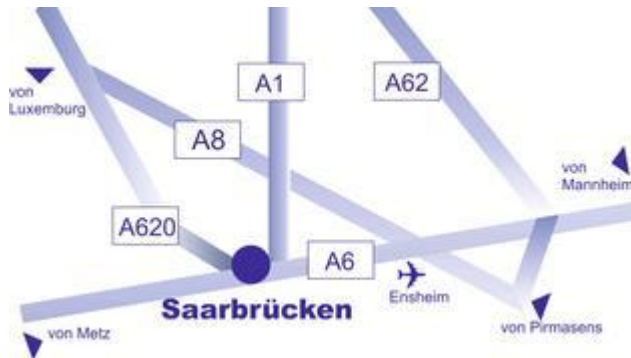 A1
A62
von
Luxemburg
A8
von
Mannheim
A620
A6
Ensheim
Saarbrücken
von Metz
von Pirmasens